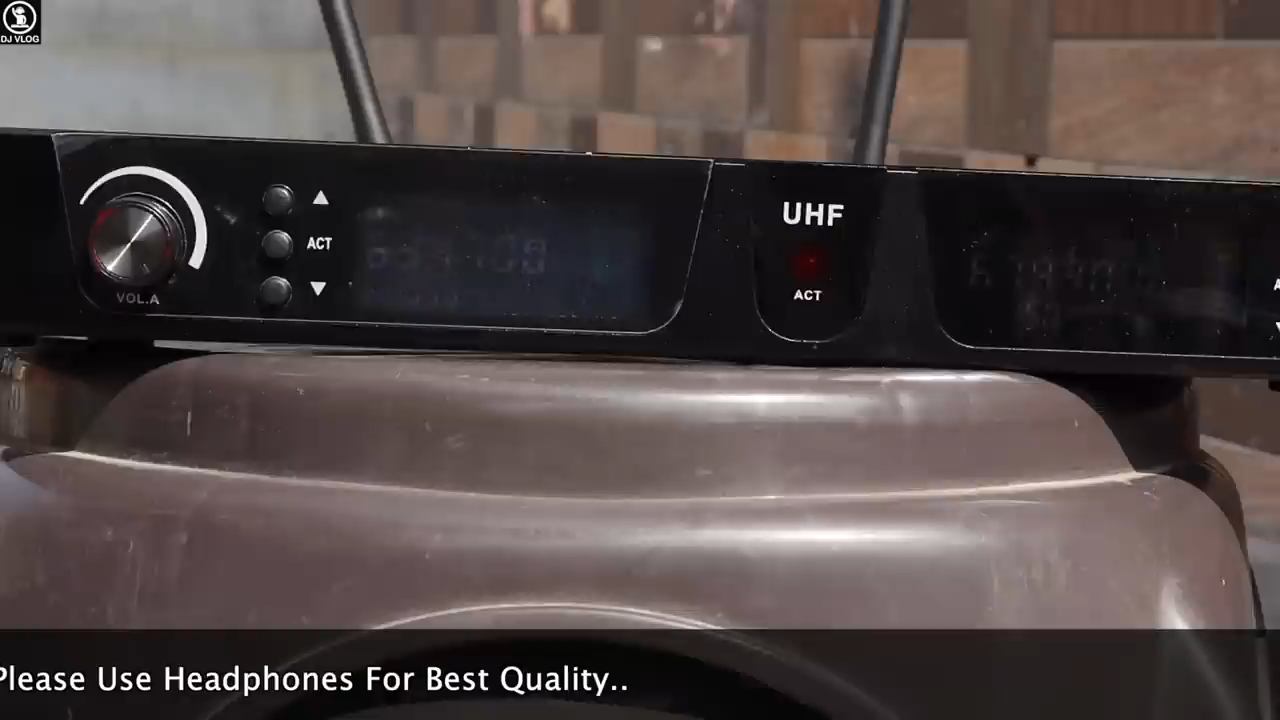 DJ VLOG
UHF
ACT
ACT
VOL.A
Please Use Headphones For Best Quality..